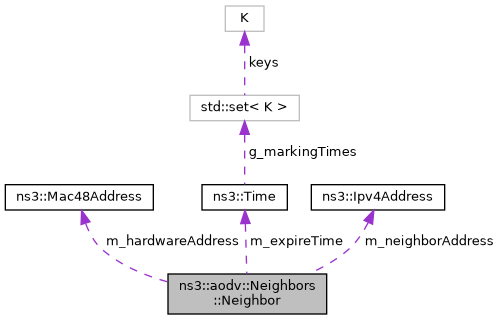 K
keys
std::set< K >
g_markingTimes
ns3::Mac48Address
ns3::Time
ns3::Ipv4Address
m_hardwareAddress
m_expireTime
m_neighborAddress
ns3::aodv::Neighbors
::Neighbor